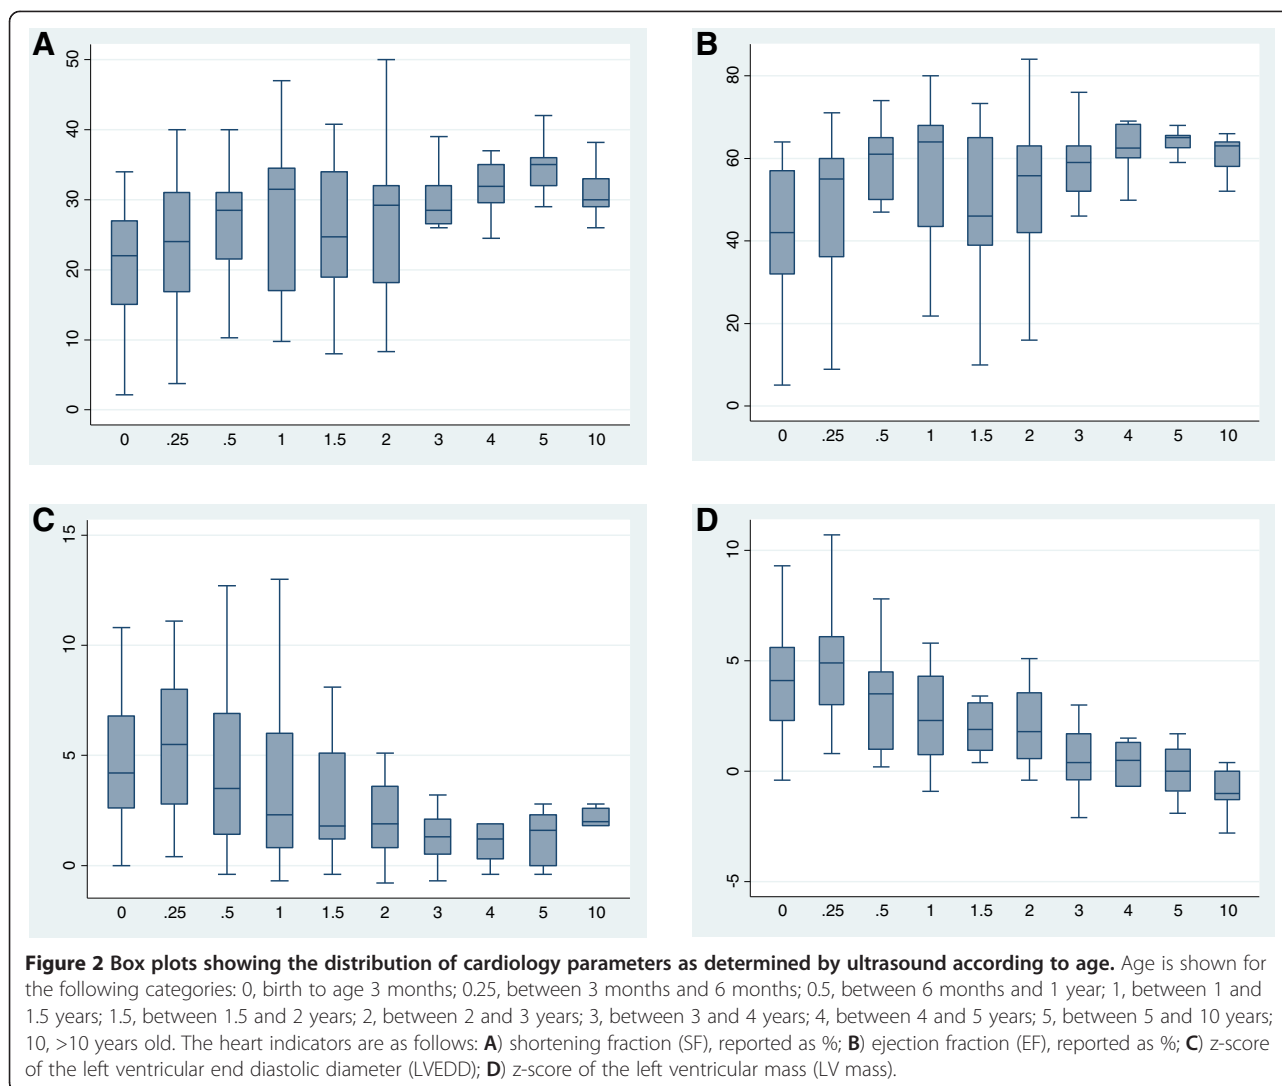 A
50
40
30
20
10
0
0 .25 .5 1 1.5 2 3 4 5 10
B
80
60
40
20
0
0 .25 .5 1 1.5 2 3 4 5 10
C
15
10
5
0
0 .25 .5 1 1.5 2 3 4 5 10
D
10
5
0
-5
0 .25 .5 1 1.5 2 3 4 5 10
Figure 2 Box plots showing the distribution of cardiology parameters as determined by ultrasound according to age. Age is shown for
the following categories: 0, birth to age 3 months; 0.25, between 3 months and 6 months; 0.5, between 6 months and 1 year; 1, between 1 and
1.5 years; 1.5, between 1.5 and 2 years; 2, between 2 and 3 years; 3, between 3 and 4 years; 4, between 4 and 5 years; 5, between 5 and 10 years;
10, >10 years old. The heart indicators are as follows: A) shortening fraction (SF), reported as %; B) ejection fraction (EF), reported as %; C) z-score
of the left ventricular end diastolic diameter (LVEDD); D) z-score of the left ventricular mass (LV mass).